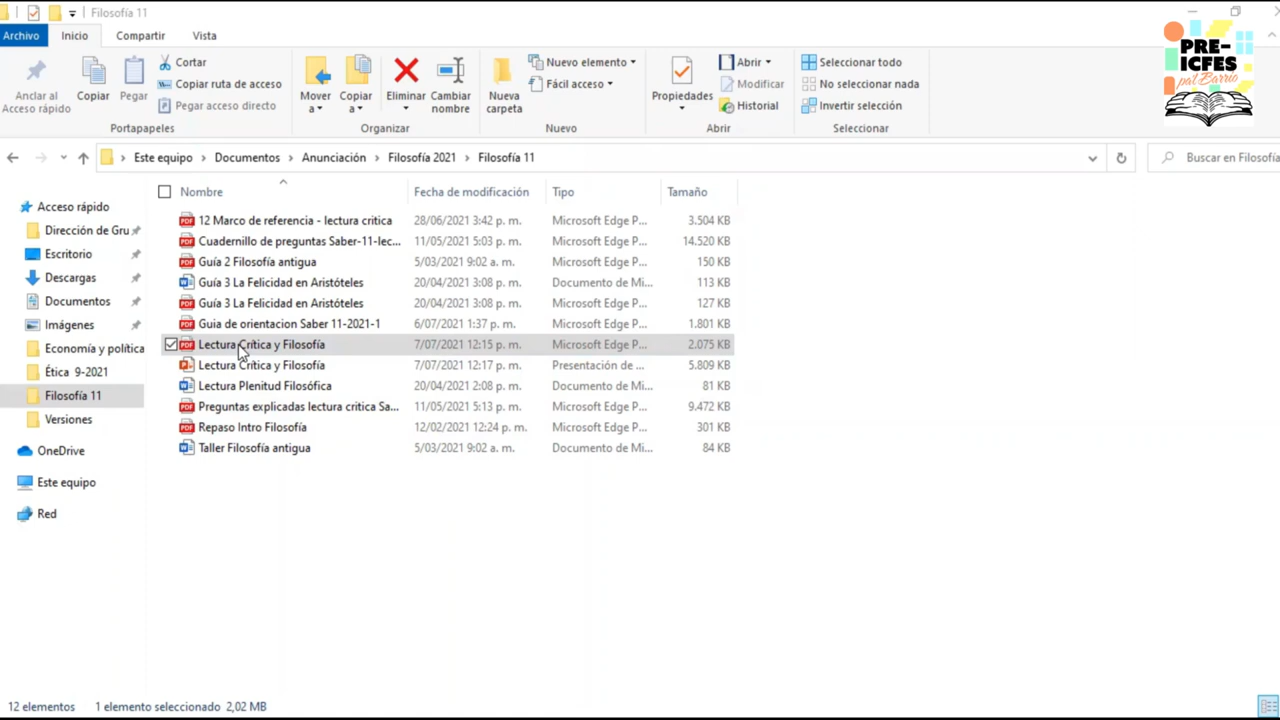 Filosofía 11
Archivo Inicio Compartir Vista
Anclar al Acceso rápido
Copiar
Pegar
Cortar
Copiar ruta de acceso
Pegar acceso directo
Portapapeles
Mover a
Copiar a
Eliminar
Cambiar nombre
Organizar
Nueva carpeta
Nuevo elemento
Fácil acceso
Nuevo
Propiedades
Abrir
Modificar
Historial
Abrir
Seleccionar todo
No seleccionar nada
Invertir selección
Seleccionar
PRE-
ICFES
pal Barrio
Este equipo > Documentos > Anunciación > Filosofía 2021 > Filosofía 11
Buscar en Filosofía
Nombre Fecha de modificación Tipo Tamaño
Acceso rápido
Dirección de Gru
Escritorio
Descargas
Documentos
Imágenes
Economía y política
Ética 9-2021
Filosofía 11
Versiones
OneDrive
Este equipo
Red
12 Marco de referencia - lectura critica 28/06/2021 3:42 p. m. Microsoft Edge P... 3.504 KB
Cuadernillo de preguntas Saber-11-lec... 11/05/2021 5:03 p. m. Microsoft Edge P... 14.520 KB
Guía 2 Filosofía antigua 5/03/2021 9:02 a. m. Microsoft Edge P... 150 KB
Guía 3 La Felicidad en Aristóteles 20/04/2021 3:08 p. m. Documento de Mi... 113 KB
Guía 3 La Felicidad en Aristóteles 20/04/2021 3:08 p. m. Microsoft Edge P... 127 KB
Guia de orientacion Saber 11-2021-1 6/07/2021 1:37 p. m. Microsoft Edge P... 1.801 KB
Lectura Crítica y Filosofía 7/07/2021 12:15 p. m. Microsoft Edge P... 2.075 KB
Lectura Crítica y Filosofía 7/07/2021 12:17 p. m. Presentación de ... 5.809 KB
Lectura Plenitud Filosófica 20/04/2021 2:08 p. m. Documento de Mi... 81 KB
Preguntas explicadas lectura critica Sa... 11/05/2021 5:13 p. m. Microsoft Edge P... 9.472 KB
Repaso Intro Filosofía 12/02/2021 12:24 p. m. Microsoft Edge P... 301 KB
Taller Filosofía antigua 5/03/2021 9:02 a. m. Documento de Mi... 84 KB
12 elementos 1 elemento seleccionado 2,02 MB